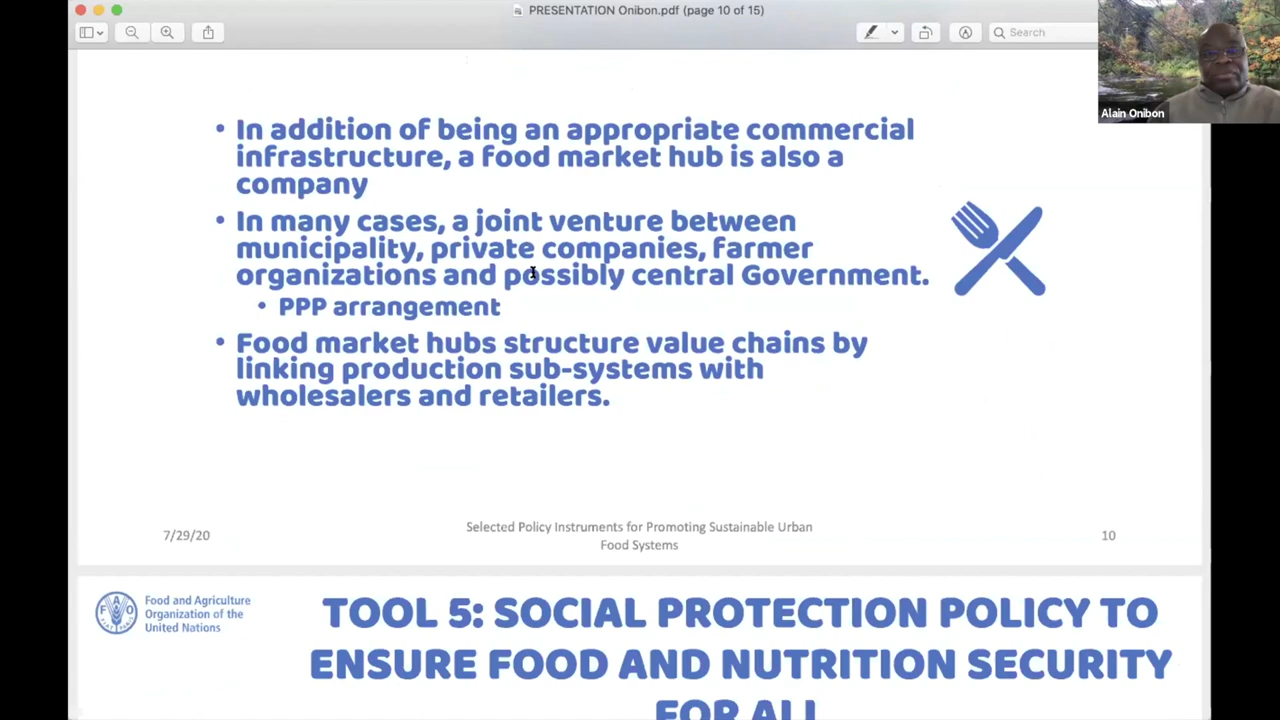 PRESENTATION Onibon.pdf (page 10 of 15)
Search
Alain Onibon
• In addition of being an appropriate commercial
infrastructure, a food market hub is also a
company
• In many cases, a joint venture between
municipality, private companies, farmer
organizations and possibly central Government.
• PPP arrangement
• Food market hubs structure value chains by
linking production sub-systems with
wholesalers and retailers.
7/29/20
Selected Policy Instruments for Promoting Sustainable Urban
Food Systems
10
Food and Agriculture
Organization of the
United Nations
TOOL 5: SOCIAL PROTECTION POLICY TO
ENSURE FOOD AND NUTRITION SECURITY
FOR ALL